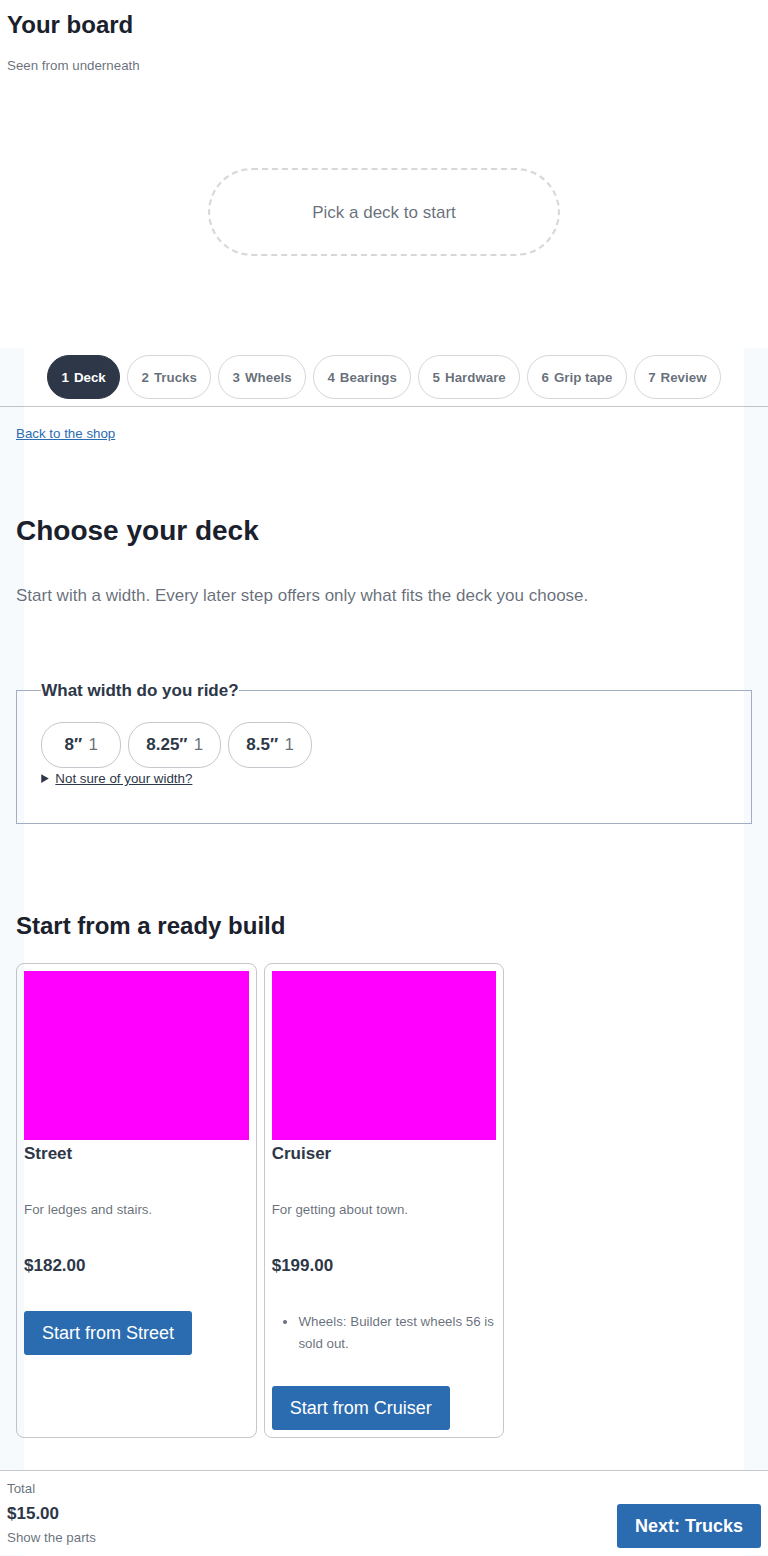 Your board
Seen from underneath
Pick a deck to start
1 Deck 2 Trucks 3 Wheels 4 Bearings 5 Hardware 6 Grip tape 7 Review
Back to the shop
Choose your deck
Start with a width. Every later step offers only what fits the deck you choose.
What width do you ride?
8″ 1 8.25″ 1 8.5″ 1
Not sure of your width?
Start from a ready build
Street
For ledges and stairs.
$182.00
Start from Street
Cruiser
For getting about town.
$199.00
Wheels: Builder test wheels 56 is
sold out.
Start from Cruiser
Total
$15.00
Show the parts
Next: Trucks